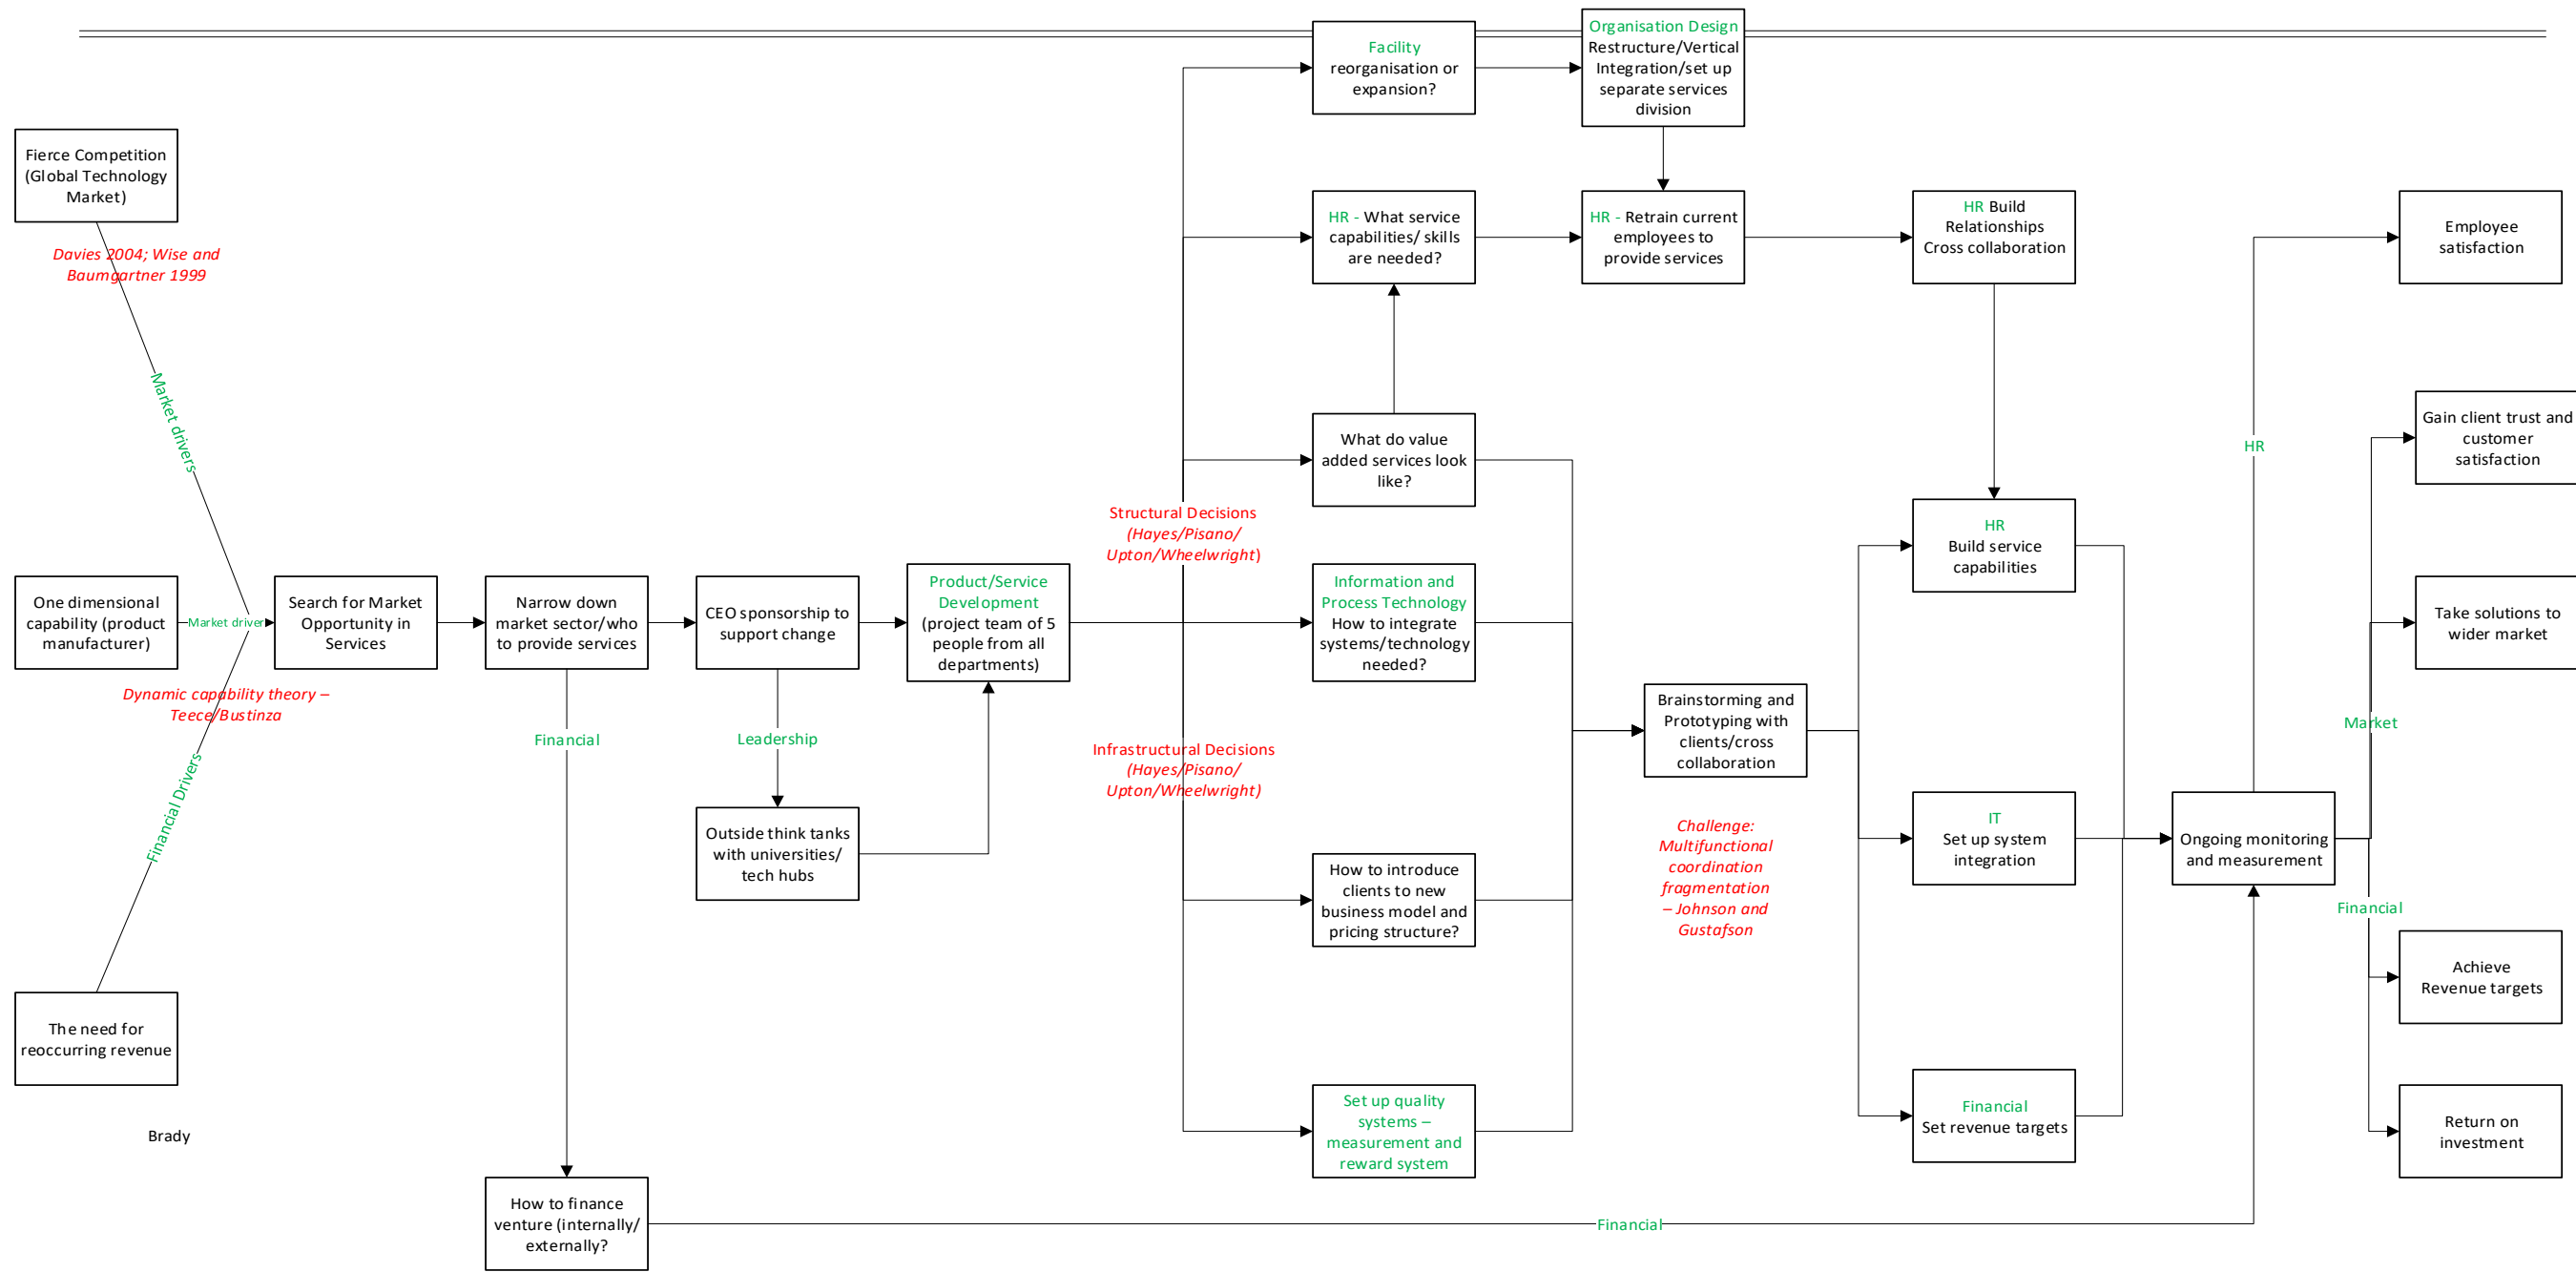 Fierce Competition
(Global Technology
Market)
Davies 2004; Wise and
Baumgartner 1999
Market drivers
One dimensional
capability (product
manufacturer)
Market driver
Search for Market
Opportunity in
Services
Dynamic capability theory –
Teece/Bustinza
Financial Drivers
The need for
reoccurring revenue
Brady
Narrow down
market sector/who
to provide services
Financial
How to finance
venture (internally/
externally?
CEO sponsorship to
support change
Leadership
Outside think tanks
with universities/
tech hubs
Product/Service
Development
(project team of 5
people from all
departments)
Structural Decisions
(Hayes/Pisano/
Upton/Wheelwright)
Infrastructural Decisions
(Hayes/Pisano/
Upton/Wheelwright)
Facility
reorganisation or
expansion?
Organisation Design
Restructure/Vertical
Integration/set up
separate services
division
HR - What service
capabilities/ skills
are needed?
HR - Retrain current
employees to
provide services
HR Build
Relationships
Cross collaboration
What do value
added services look
like?
Information and
Process Technology
How to integrate
systems/technology
needed?
How to introduce
clients to new
business model and
pricing structure?
Set up quality
systems –
measurement and
reward system
Brainstorming and
Prototyping with
clients/cross
collaboration
Challenge:
Multifunctional
coordination
fragmentation
– Johnson and
Gustafson
HR
Build service
capabilities
IT
Set up system
integration
Financial
Set revenue targets
Financial
Ongoing monitoring
and measurement
HR
Market
Financial
Employee
satisfaction
Gain client trust and
customer
satisfaction
Take solutions to
wider market
Achieve
Revenue targets
Return on
investment